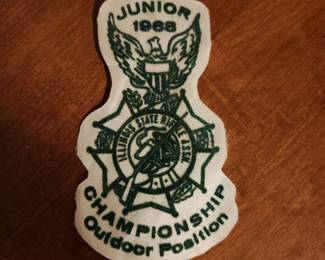 JUNIOR
1968
ILLINOIS STATE RIFLE ASSN.
CHAMPIONSHIP
Outdoor Position